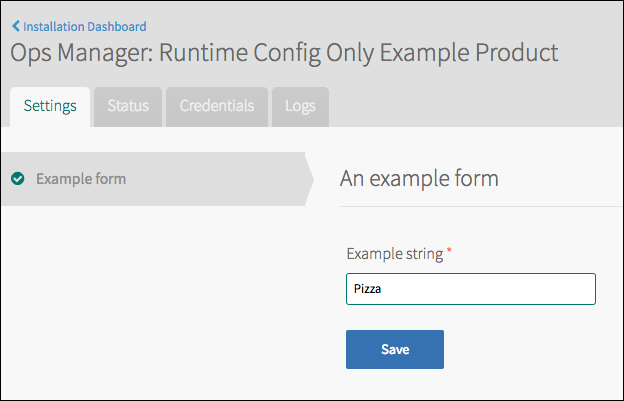 Installation Dashboard
Ops Manager: Runtime Config Only Example Product
Settings Status Credentials Logs
Example form
An example form
Example string *
Pizza
Save